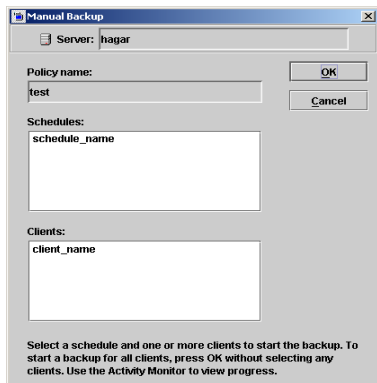 Manual Backup
Server: hagar
Policy name:
OK
test
Cancel
Schedules:
schedule_name
Clients:
client_name
Select a schedule and one or more clients to start the backup. To
start a backup for all clients, press OK without selecting any
clients. Use the Activity Monitor to view progress.